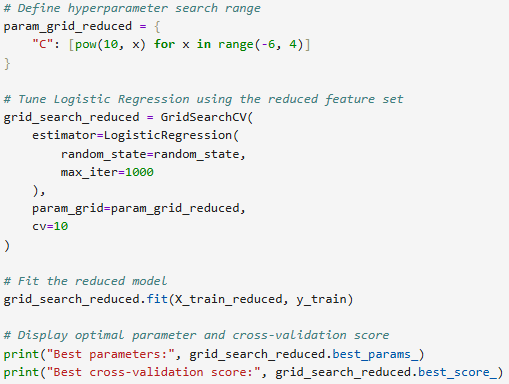 # Define hyperparameter search range
param_grid_reduced = {
    "C": [pow(10, x) for x in range(-6, 4)]
}

# Tune Logistic Regression using the reduced feature set
grid_search_reduced = GridSearchCV(
    estimator=LogisticRegression(
        random_state=random_state,
        max_iter=1000
    ),
    param_grid=param_grid_reduced,
    cv=10
)

# Fit the reduced model
grid_search_reduced.fit(X_train_reduced, y_train)

# Display optimal parameter and cross-validation score
print("Best parameters:", grid_search_reduced.best_params_)
print("Best cross-validation score:", grid_search_reduced.best_score_)